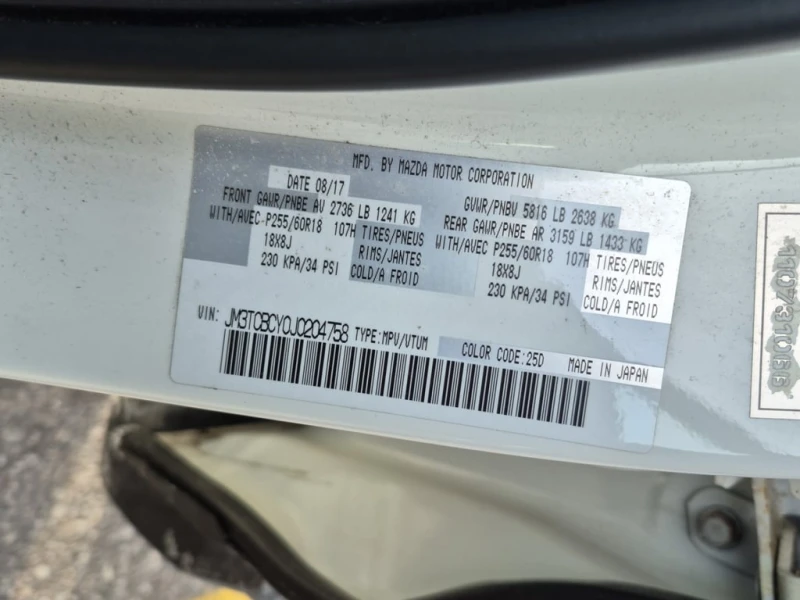 MFD. BY MAZDA MOTOR CORPORATION
DATE 08/17
GVWR/PNBV 5816 LB 2638 KG
FRONT GAWR/PNBE AV 2736 LB 1241 KG
REAR GAWR/PNBE AR 3159 LB 1433 KG
WITH/AVEC P255/60R18 107H TIRES/PNEUS
18X8J RIMS/JANTES
230 KPA/34 PSI COLD/A FROID
WITH/AVEC P255/60R18 107H TIRES/PNEUS
18X8J RIMS/JANTES
230 KPA/34 PSI COLD/A FROID
VIN: JM3TCBCY0J0204758 TYPE:MPV/VTUM COLOR CODE:25D MADE IN JAPAN